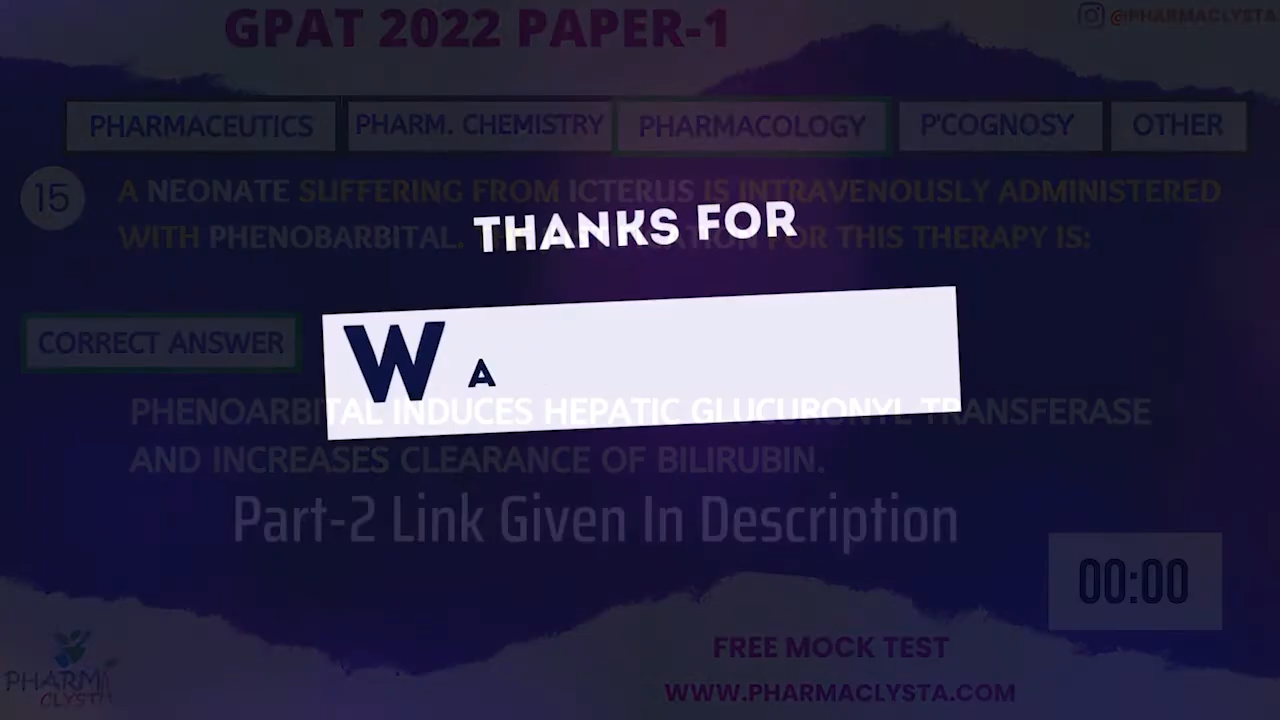 GPAT 2022 PAPER-1
@PHARMACLYSTA
PHARMACEUTICS
PHARM. CHEMISTRY
PHARMACOLOGY
P'COGNOSY
OTHER
15
A NEONATE SUFFERING FROM ICTERUS IS INTRAVENOUSLY ADMINISTERED
WITH PHENOBARBITAL. FOR THIS THERAPY IS:
THANKS FOR
W A
CORRECT ANSWER
PHENOARBITAL INDUCES HEPATIC GLUCURONYL TRANSFERASE
AND INCREASES CLEARANCE OF BILIRUBIN.
Part-2 Link Given In Description
00:00
FREE MOCK TEST
WWW.PHARMACLYSTA.COM
PHARMA
CLYSTA